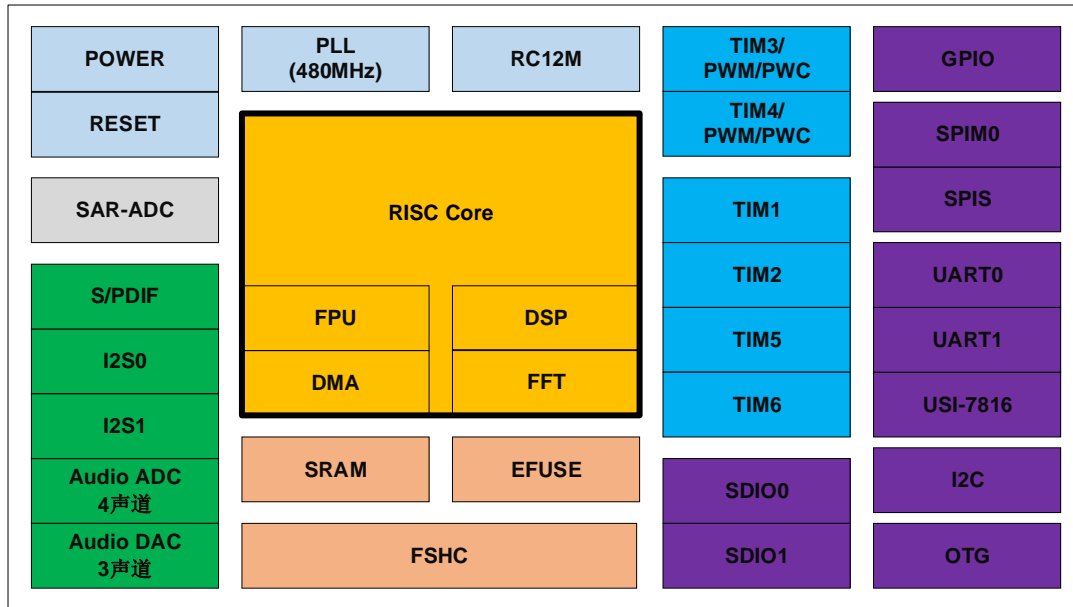 POWER
RESET
SAR-ADC
S/PDIF
I2S0
I2S1
Audio ADC
4声道
Audio DAC
3声道
PLL
(480MHz)
RC12M
RISC Core
FPU
DSP
DMA
FFT
SRAM
EFUSE
FSHC
TIM3/
PWM/PWC
TIM4/
PWM/PWC
TIM1
TIM2
TIM5
TIM6
SDIO0
SDIO1
GPIO
SPIM0
SPIS
UART0
UART1
USI-7816
I2C
OTG